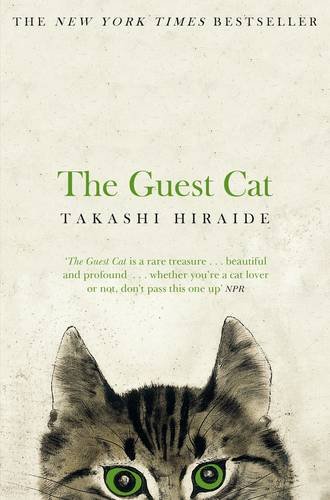 THE NEW YORK TIMES BESTSELLER
The Guest Cat
TAKASHI HIRAIDE
‘The Guest Cat is a rare treasure . . . beautiful
and profound . . . whether you’re a cat lover
or not, don’t pass this one up’ NPR